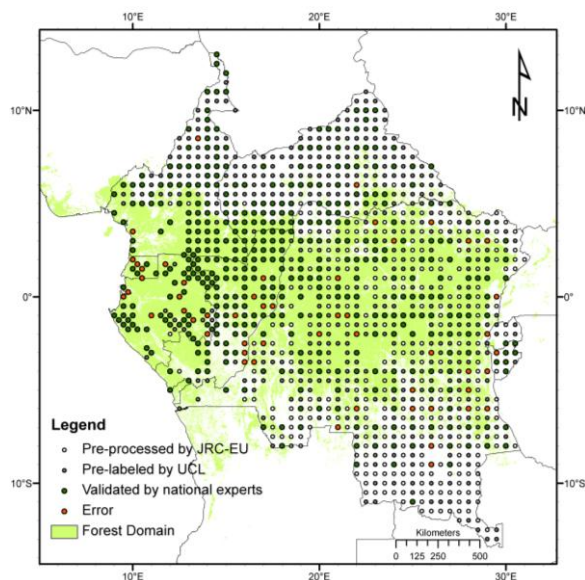 10°E 20°E 30°E
10°N 10°N
N
0° 0°
Legend
Pre-processed by JRC-EU
Pre-labeled by UCL
Validated by national experts
Error
Forest Domain
10°S 10°S
Kilometers
0 125 250 500
10°E 20°E 30°E